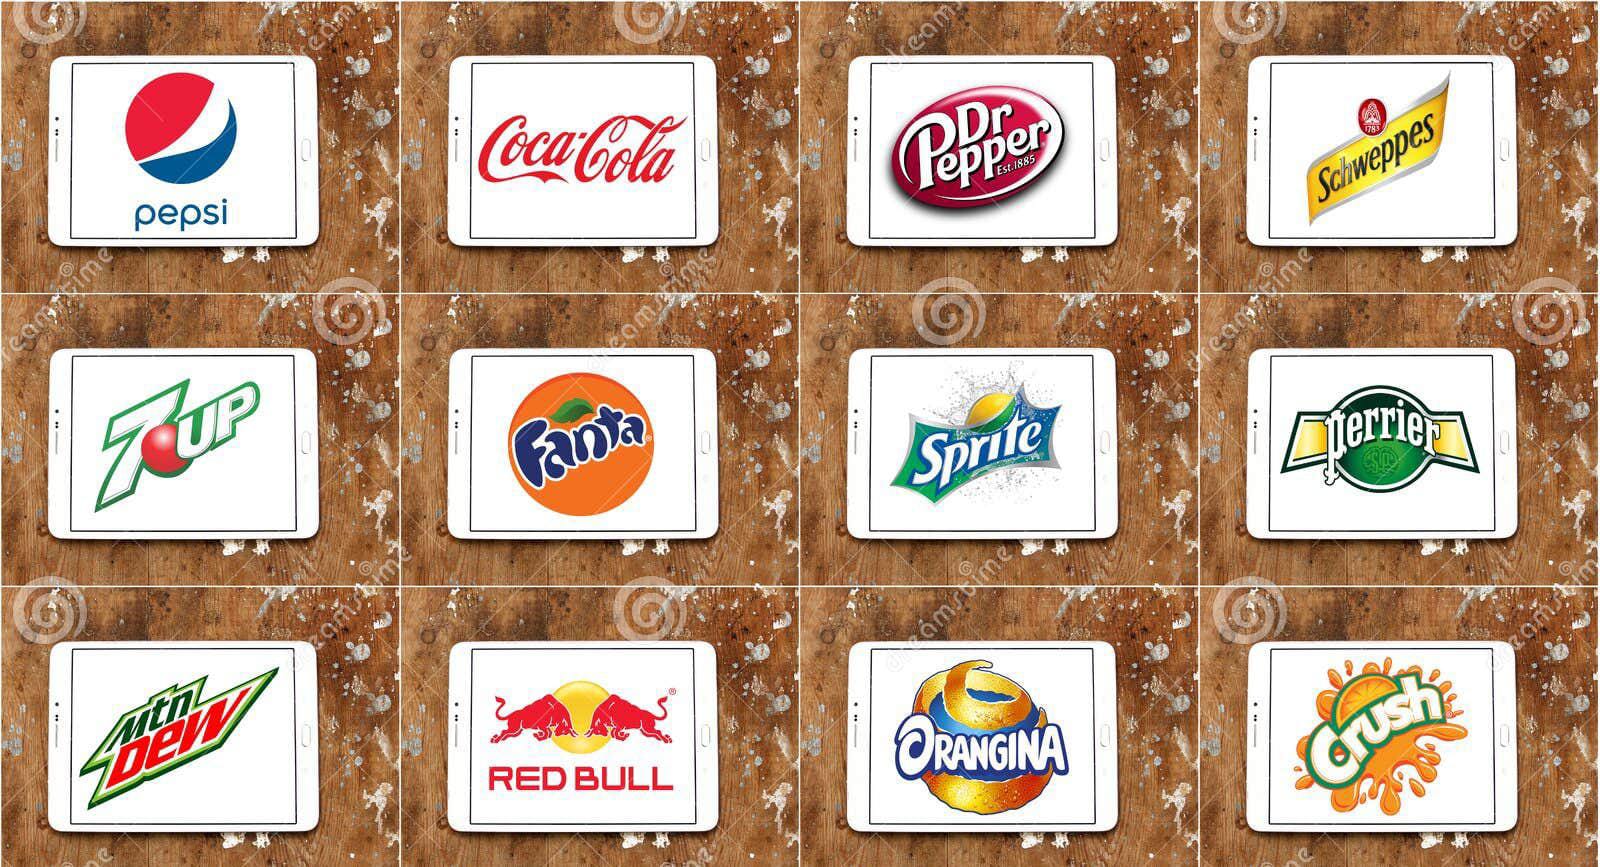 pepsi
Coca-Cola
Dr
Pepper
Est.1885
1783
Schweppes
7UP
Fanta
®
Sprite
perrier
Mtn
DEW
®
RED BULL
ORANGINA
Crush
dreamstime